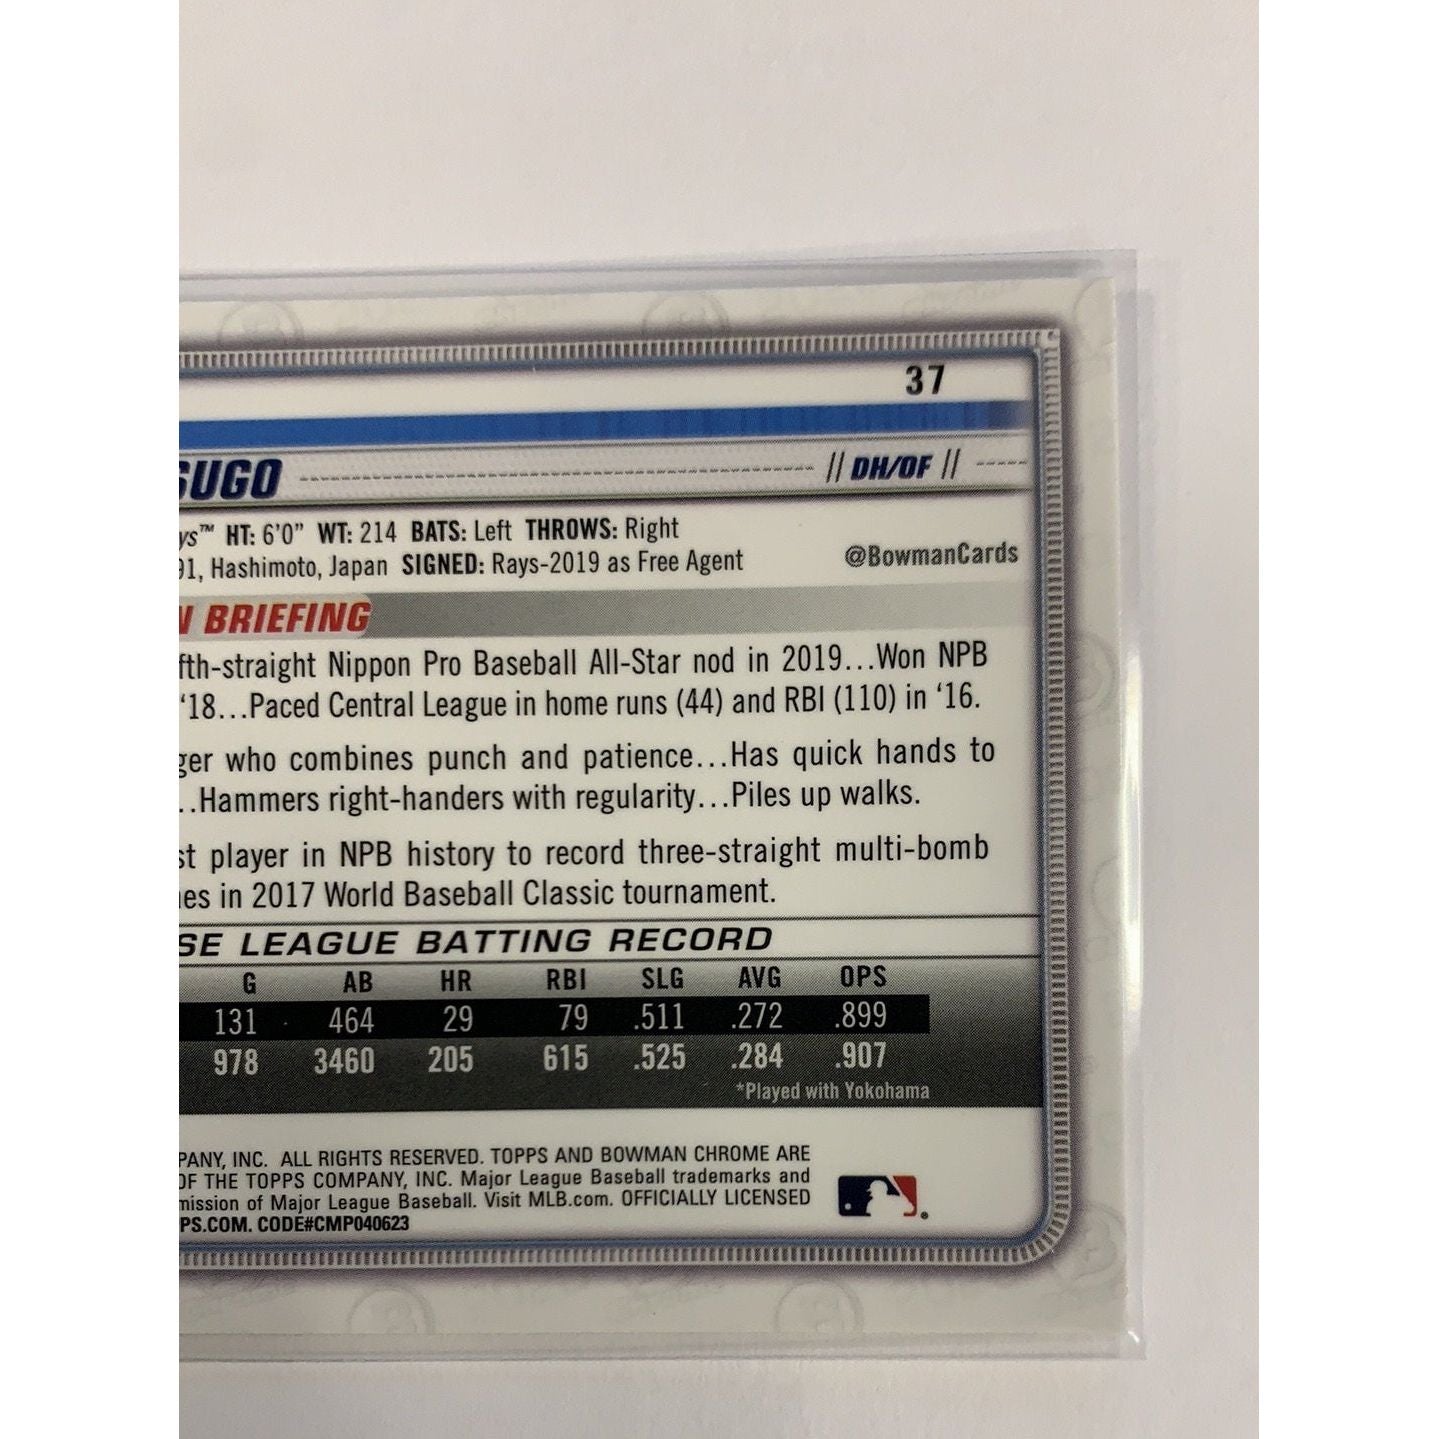 37
SUGO // DH/OF //
ys™ HT: 6'0” WT: 214 BATS: Left THROWS: Right
91, Hashimoto, Japan SIGNED: Rays-2019 as Free Agent @BowmanCards
N BRIEFING
fth-straight Nippon Pro Baseball All-Star nod in 2019...Won NPB
‘18...Paced Central League in home runs (44) and RBI (110) in ‘16.
ger who combines punch and patience...Has quick hands to
..Hammers right-handers with regularity...Piles up walks.
st player in NPB history to record three-straight multi-bomb
es in 2017 World Baseball Classic tournament.
SE LEAGUE BATTING RECORD
G AB HR RBI SLG AVG OPS
131 464 29 79 .511 .272 .899
978 3460 205 615 .525 .284 .907
*Played with Yokohama
PANY, INC. ALL RIGHTS RESERVED. TOPPS AND BOWMAN CHROME ARE
OF THE TOPPS COMPANY, INC. Major League Baseball trademarks and
mission of Major League Baseball. Visit MLB.com. OFFICIALLY LICENSED
PS.COM. CODE#CMP040623